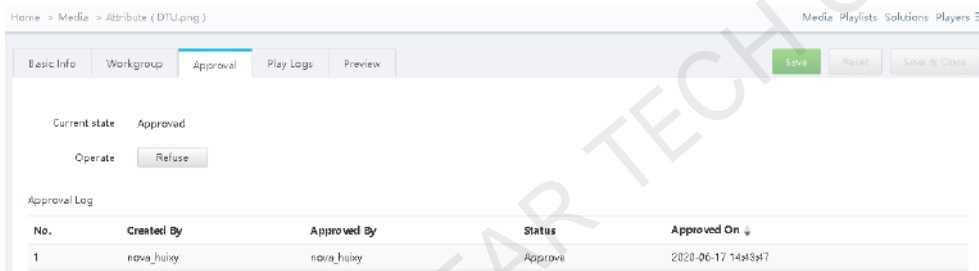 Home > Media > Attribute ( DTU.png )
Media Playlists Solutions Players
Basic Info Workgroup Approval Play Logs Preview
Save Reset Save & Close
Current state Approved
Operate Refuse
Approval Log
No. Created By Approved By Status Approved On
1 nova_huixy nova_huixy Approve 2020-06-17 14:43:47
TAR TECH